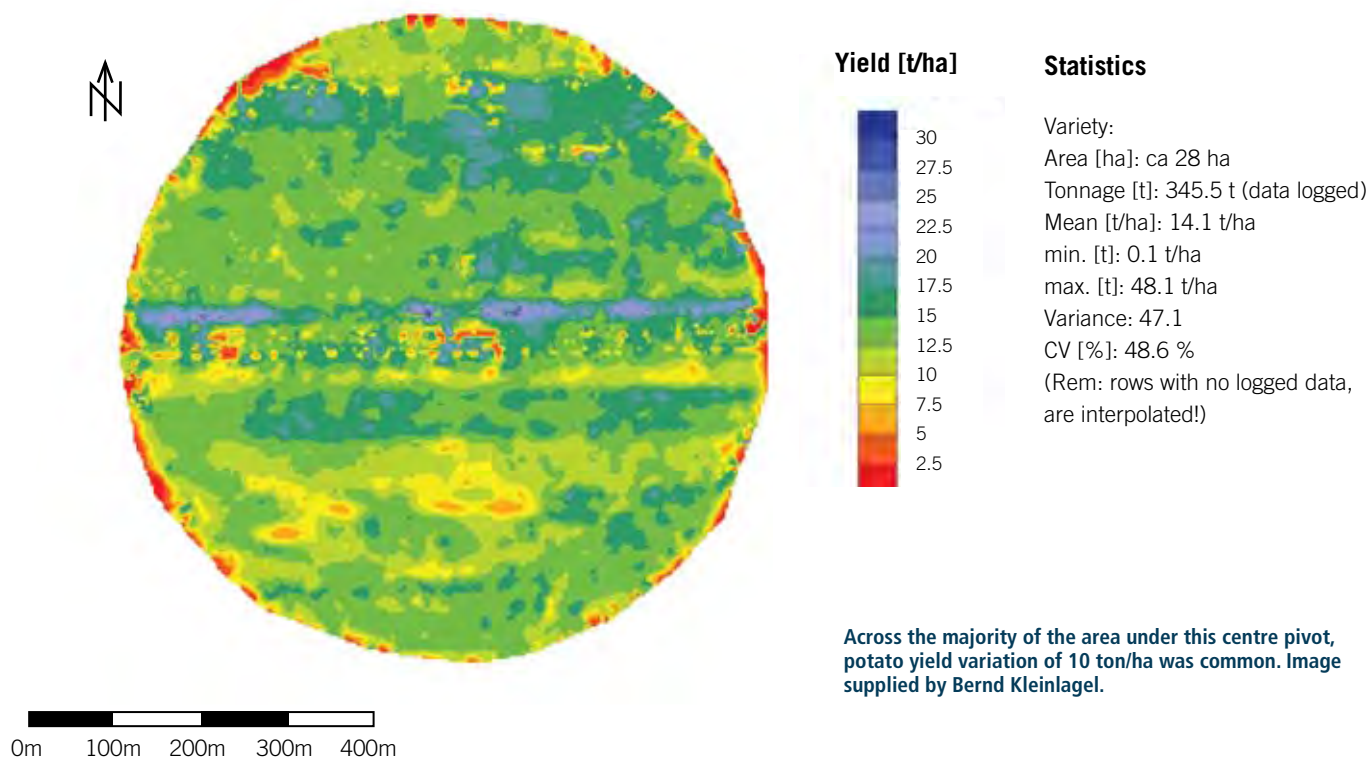 N
Yield [t/ha]
30
27.5
25
22.5
20
17.5
15
12.5
10
7.5
5
2.5
Statistics
Variety:
Area [ha]: ca 28 ha
Tonnage [t]: 345.5 t (data logged)
Mean [t/ha]: 14.1 t/ha
min. [t]: 0.1 t/ha
max. [t]: 48.1 t/ha
Variance: 47.1
CV [%]: 48.6 %
(Rem: rows with no logged data,
are interpolated!)
Across the majority of the area under this centre pivot,
potato yield variation of 10 ton/ha was common. Image
supplied by Bernd Kleinlagel.
0m 100m 200m 300m 400m